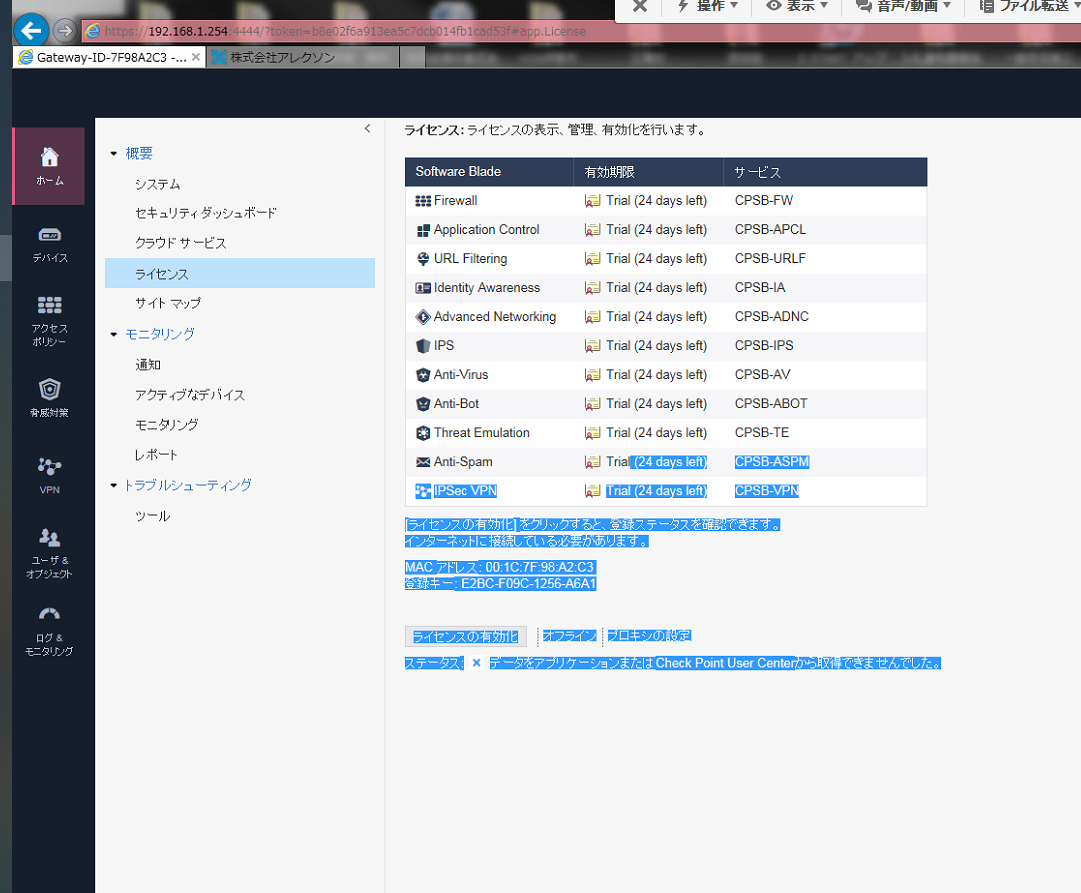 操作 ▼ 表示 ▼ 音声/動画 ▼ ファイル転送
https://192.168.1.254:4444/?token=b8e02f6a913ea5c7dcb014fb1cad53f#app.License
Gateway-ID-7F98A2C3 -... × 株式会社アレクソン
ホーム
デバイス
アクセス
ポリシー
脅威対策
VPN
ユーザ &
オブジェクト
ログ &
モニタリング
概要
システム
セキュリティ ダッシュボード
クラウド サービス
ライセンス
サイト マップ
モニタリング
通知
アクティブなデバイス
モニタリング
レポート
トラブルシューティング
ツール
ライセンス: ライセンスの表示、管理、有効化を行います。
Software Blade 有効期限 サービス
Firewall Trial (24 days left) CPSB-FW
Application Control Trial (24 days left) CPSB-APCL
URL Filtering Trial (24 days left) CPSB-URLF
Identity Awareness Trial (24 days left) CPSB-IA
Advanced Networking Trial (24 days left) CPSB-ADNC
IPS Trial (24 days left) CPSB-IPS
Anti-Virus Trial (24 days left) CPSB-AV
Anti-Bot Trial (24 days left) CPSB-ABOT
Threat Emulation Trial (24 days left) CPSB-TE
Anti-Spam Trial (24 days left) CPSB-ASPM
IPSec VPN Trial (24 days left) CPSB-VPN
[ライセンスの有効化] をクリックすると、登録ステータスを確認できます。
インターネットに接続している必要があります。
MAC アドレス: 00:1C:7F:98:A2:C3
登録キー: E2BC-F09C-1256-A6A1
ライセンスの有効化 オフライン プロキシの設定
ステータス: データをアプリケーションまたは Check Point User Centerから取得できませんでした。